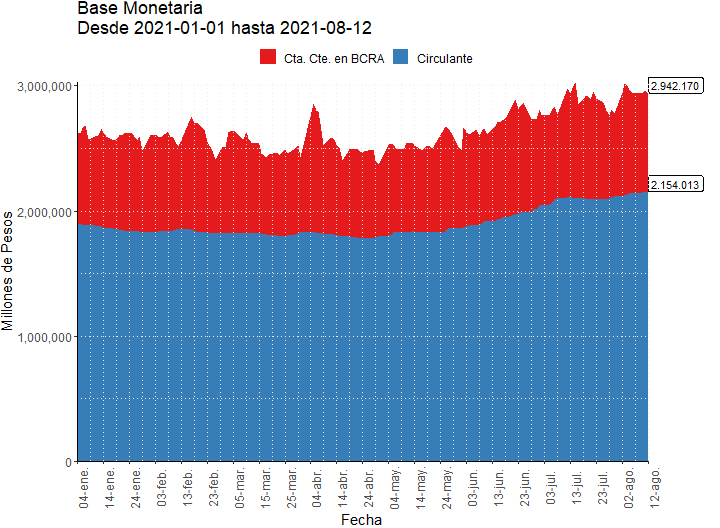 Base Monetaria
Desde 2021-01-01 hasta 2021-08-12
Cta. Cte. en BCRA Circulante
3,000,000
2,000,000
1,000,000
0
2.942.170
2.154.013
Millones de Pesos
04-ene.
14-ene.
24-ene.
03-feb.
13-feb.
23-feb.
05-mar.
15-mar.
25-mar.
04-abr.
14-abr.
24-abr.
04-may.
14-may.
24-may.
03-jun.
13-jun.
23-jun.
03-jul.
13-jul.
23-jul.
02-ago.
12-ago.
Fecha